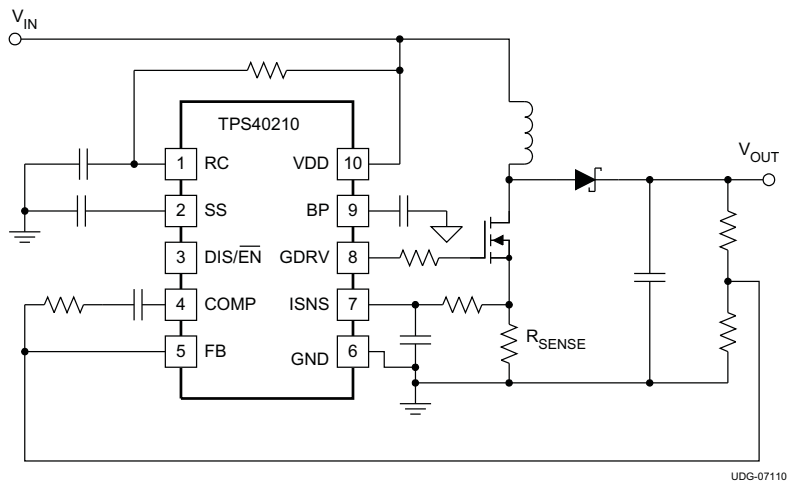 V_IN
TPS40210
1 RC VDD 10
2 SS BP 9
3 DIS/E̅N̅ GDRV 8
4 COMP ISNS 7
5 FB GND 6
V_OUT
R_SENSE
UDG-07110